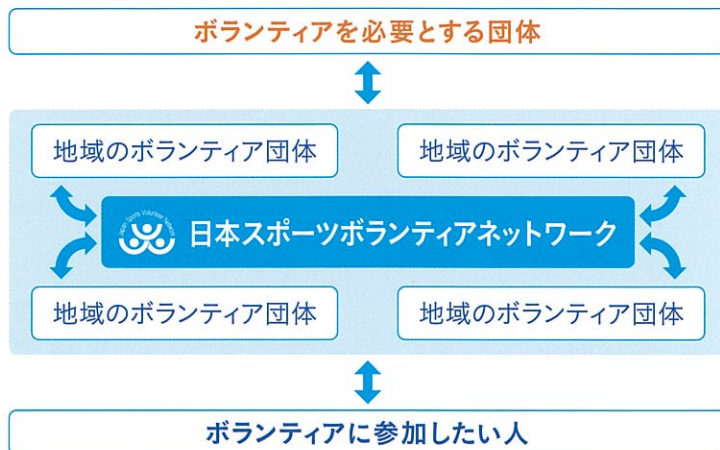 ボランティアを必要とする団体
地域のボランティア団体
地域のボランティア団体
Japan Sports Volunteer Network
日本スポーツボランティアネットワーク
地域のボランティア団体
地域のボランティア団体
ボランティアに参加したい人